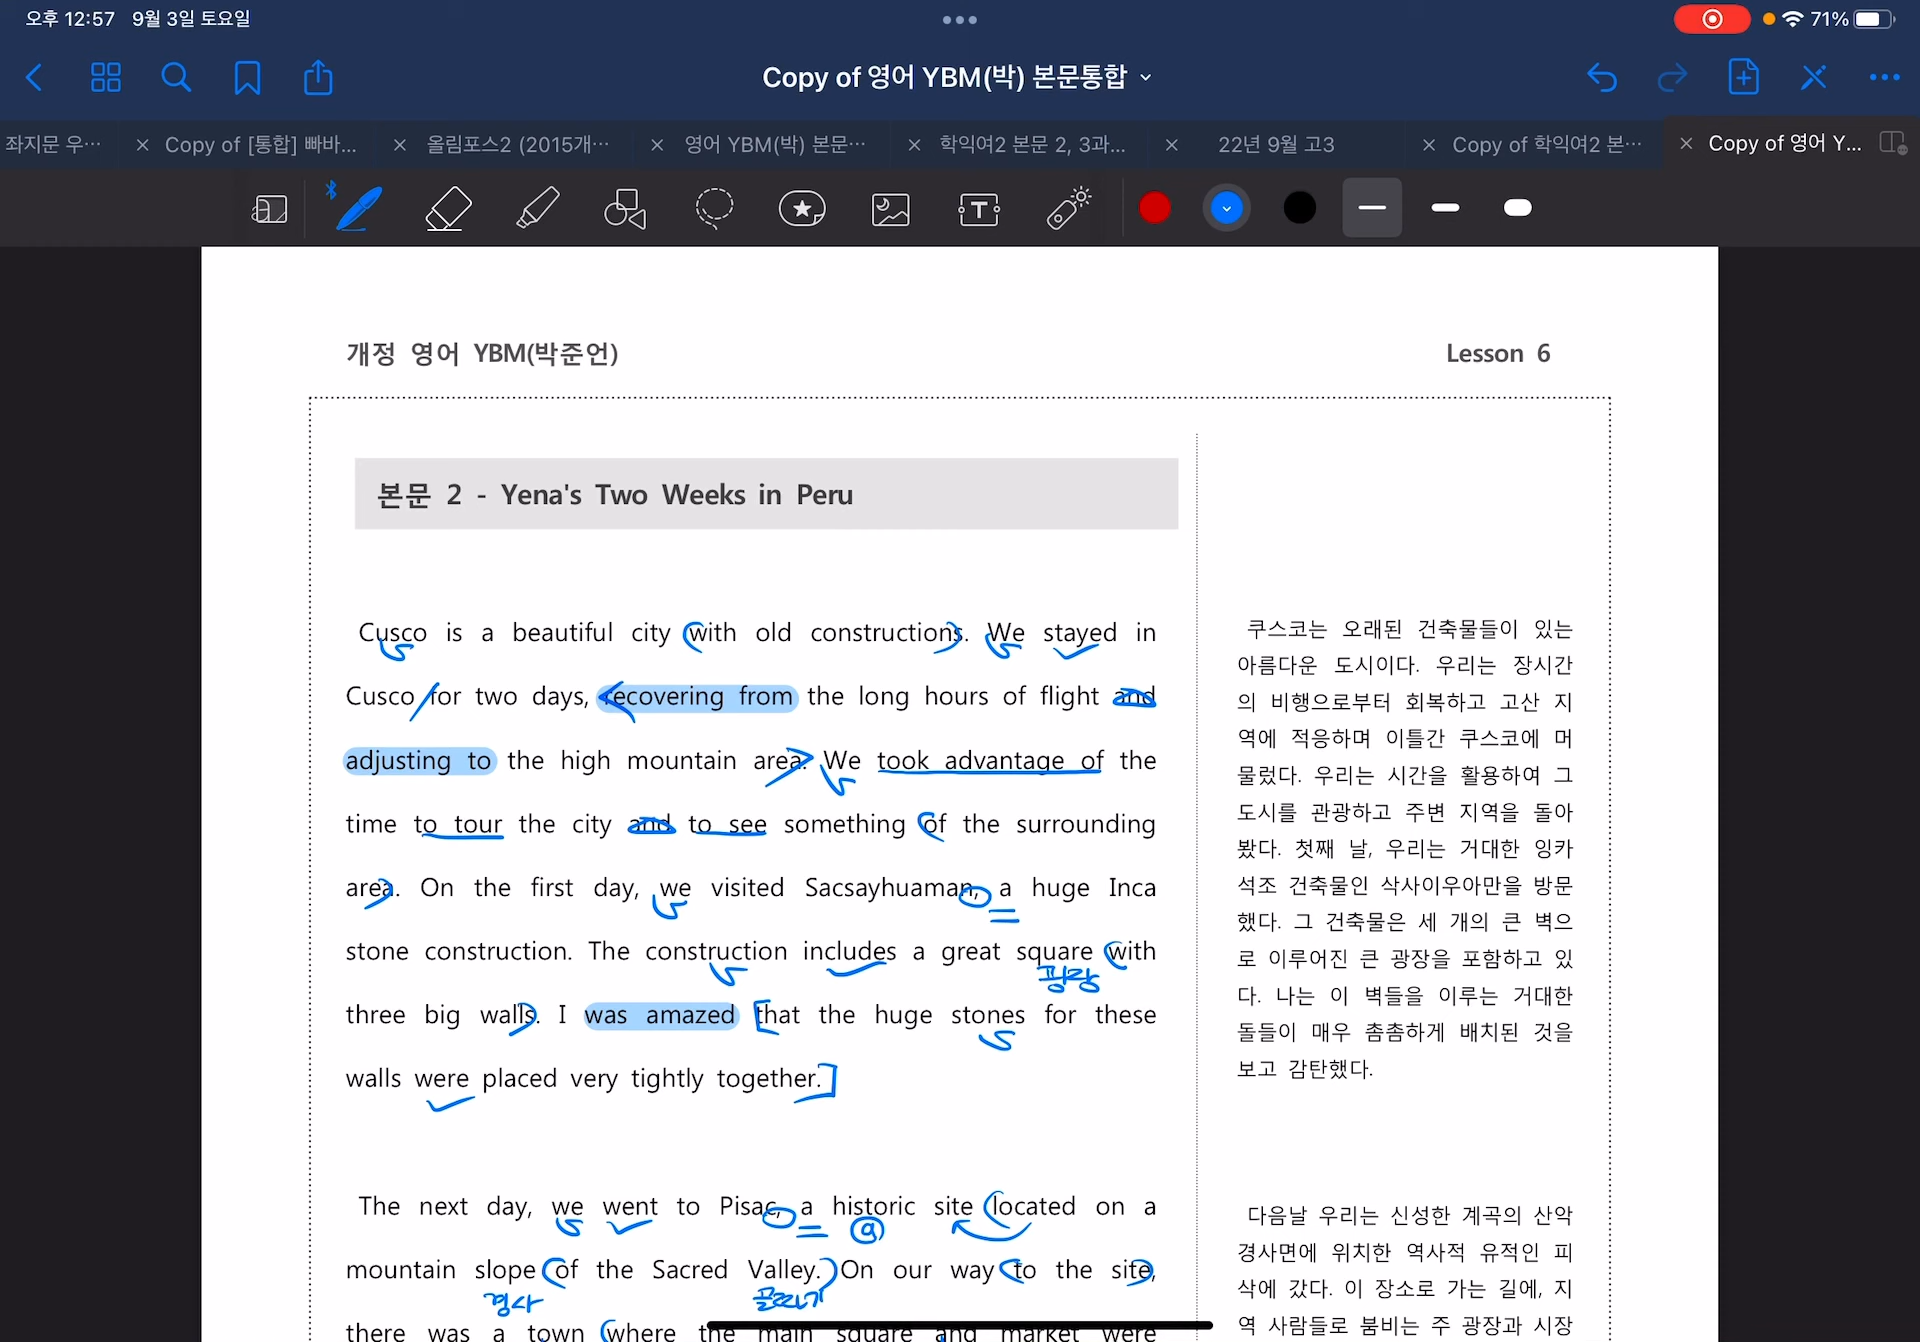 오후 12:57 9월 3일 토요일
71%
Copy of 영어 YBM(박) 본문통합
좌지문 우… Copy of [통합] 빠바… 올림포스2 (2015개… 영어 YBM(박) 본문… 학익여2 본문 2, 3과… 22년 9월 고3 Copy of 학익여2 본… Copy of 영어 Y...
개정 영어 YBM(박준언) Lesson 6
본문 2 - Yena's Two Weeks in Peru
Cusco is a beautiful city with old constructions. We stayed in
Cusco for two days, recovering from the long hours of flight and
adjusting to the high mountain area. We took advantage of the
time to tour the city and to see something of the surrounding
area. On the first day, we visited Sacsayhuaman, a huge Inca
stone construction. The construction includes a great square with
광장
three big walls. I was amazed that the huge stones for these
walls were placed very tightly together.
The next day, we went to Pisac, a historic site located on a
mountain slope of the Sacred Valley. On our way to the site,
경사 골짜기
there was a town where the main square and market were
쿠스코는 오래된 건축물들이 있는
아름다운 도시이다. 우리는 장시간
의 비행으로부터 회복하고 고산 지
역에 적응하며 이틀간 쿠스코에 머
물렀다. 우리는 시간을 활용하여 그
도시를 관광하고 주변 지역을 돌아
봤다. 첫째 날, 우리는 거대한 잉카
석조 건축물인 삭사이우아만을 방문
했다. 그 건축물은 세 개의 큰 벽으
로 이루어진 큰 광장을 포함하고 있
다. 나는 이 벽들을 이루는 거대한
돌들이 매우 촘촘하게 배치된 것을
보고 감탄했다.
다음날 우리는 신성한 계곡의 산악
경사면에 위치한 역사적 유적인 피
삭에 갔다. 이 장소로 가는 길에, 지
역 사람들로 붐비는 주 광장과 시장